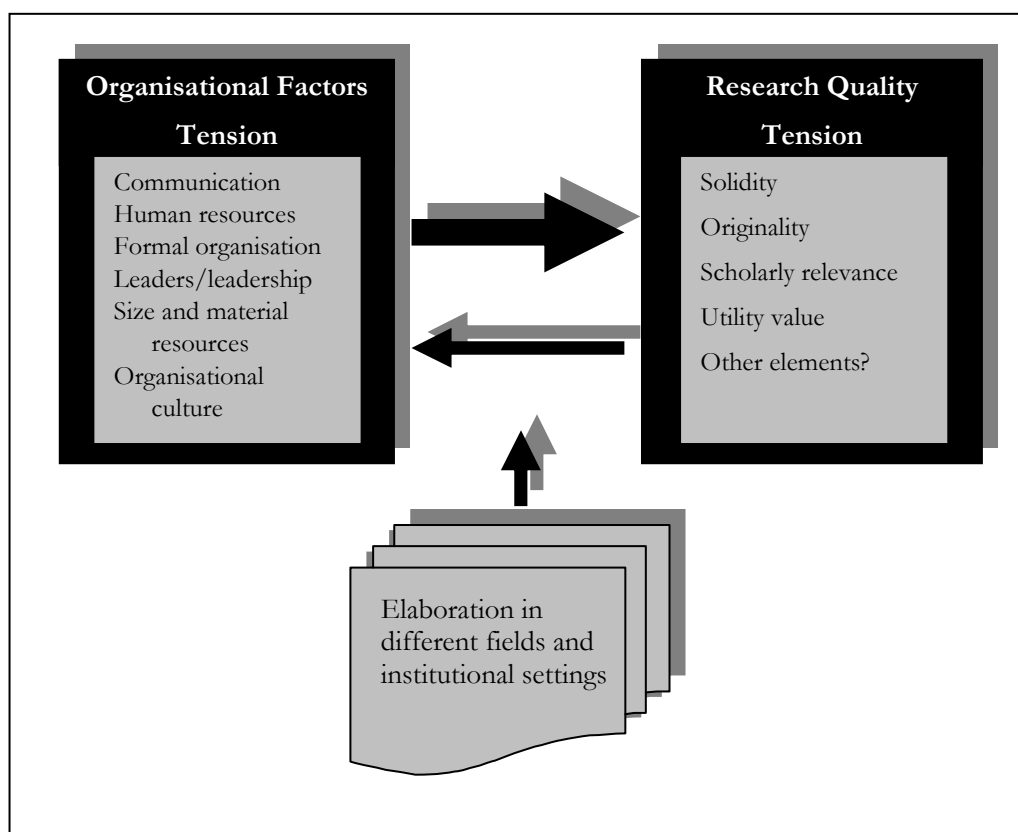 Organisational Factors
Tension
Communication
Human resources
Formal organisation
Leaders/leadership
Size and material
resources
Organisational
culture
Research Quality
Tension
Solidity
Originality
Scholarly relevance
Utility value
Other elements?
Elaboration in
different fields and
institutional settings